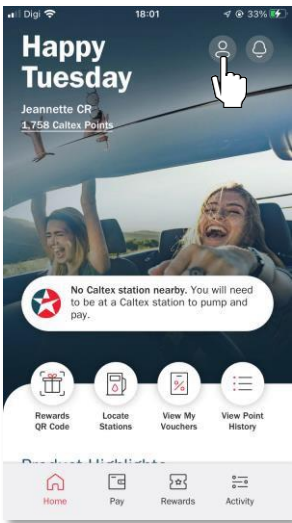 Digi 18:01 33%
Happy
Tuesday
Jeannette CR
1,758 Caltex Points
No Caltex station nearby. You will need
to be at a Caltex station to pump and
pay.
Rewards Locate View My View Point
QR Code Stations Vouchers History
Product Highlights
Home Pay Rewards Activity